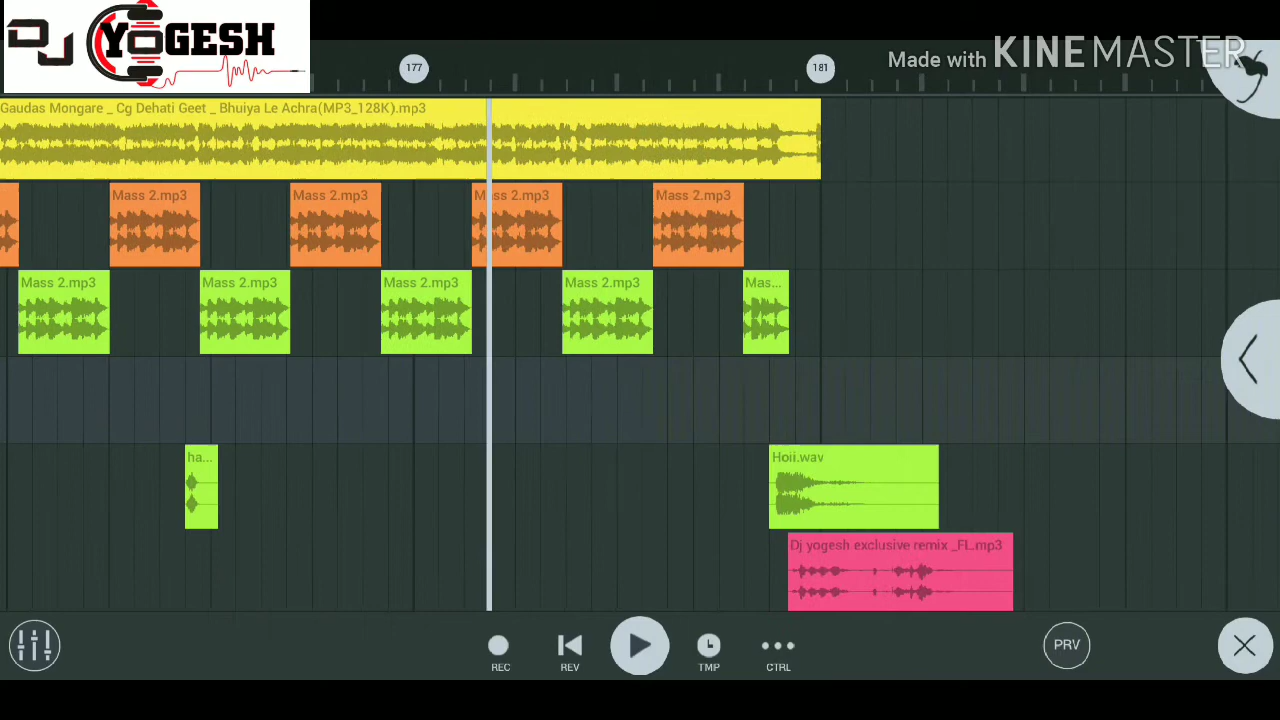 DJ YOGESH
Made with KINEMASTER
177
181
Gaudas Mongare _ Cg Dehati Geet _ Bhuiya Le Achra(MP3_128K).mp3
Mass 2.mp3
Mass 2.mp3
Mass 2.mp3
Mass 2.mp3
Mass 2.mp3
Mass 2.mp3
Mass 2.mp3
Mass 2.mp3
Mas...
ha...
Hoii.wav
Dj yogesh exclusive remix _FL.mp3
REC
REV
TMP
CTRL
PRV